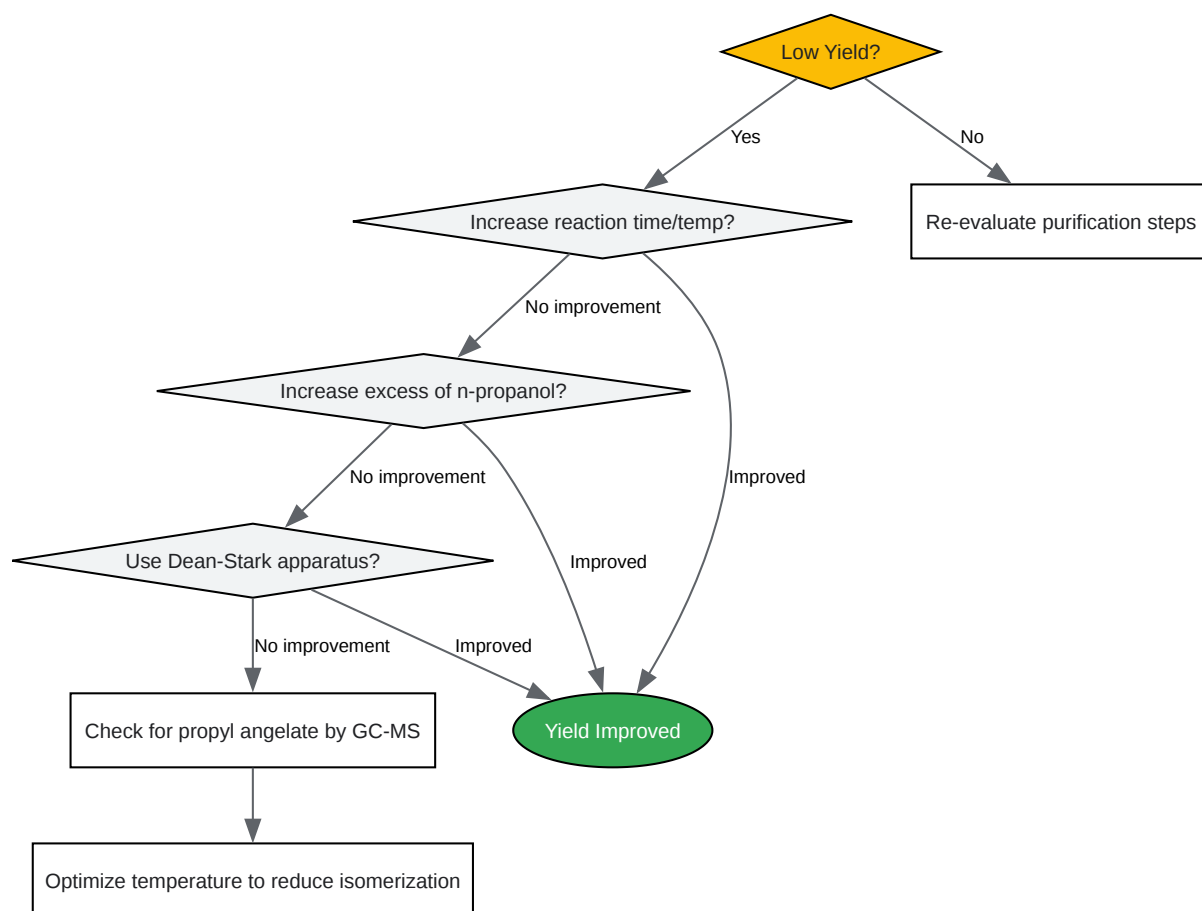 Low Yield?
Yes
No
Increase reaction time/temp?
Re-evaluate purification steps
No improvement
Increase excess of n-propanol?
No improvement
Improved
Use Dean-Stark apparatus?
Improved
No improvement
Improved
Check for propyl angelate by GC-MS
Yield Improved
Optimize temperature to reduce isomerization